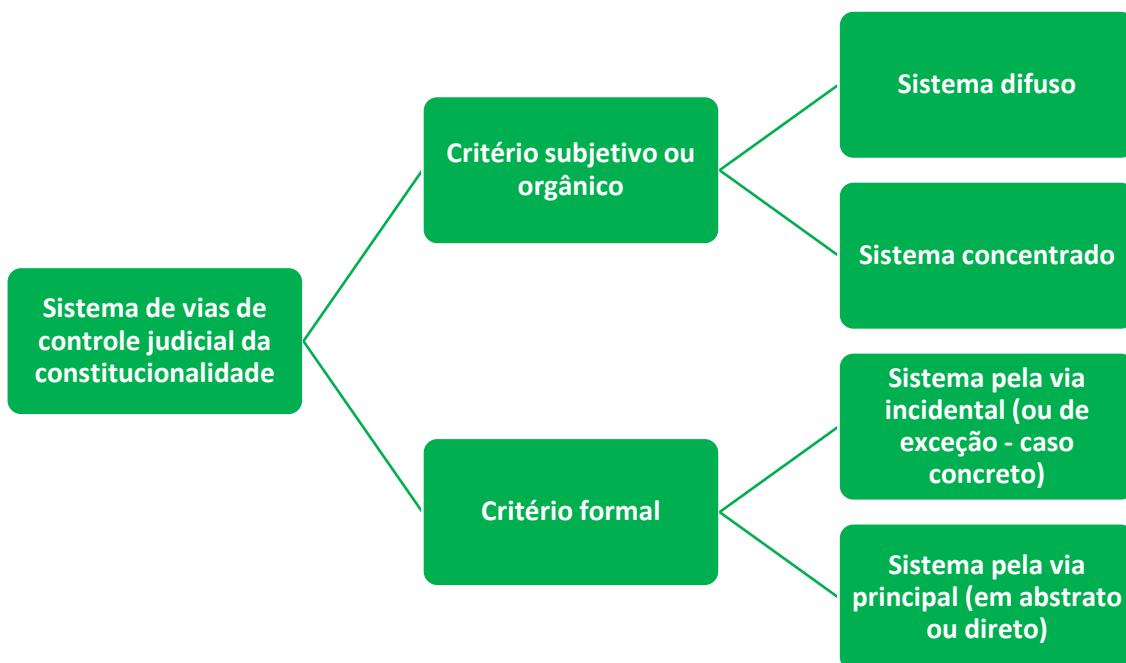 Sistema difuso
Critério subjetivo ou
orgânico
Sistema concentrado
Sistema de vias de
controle judicial da
constitucionalidade
Sistema pela via
incidental (ou de
exceção - caso
concreto)
Critério formal
Sistema pela via
principal (em abstrato
ou direto)